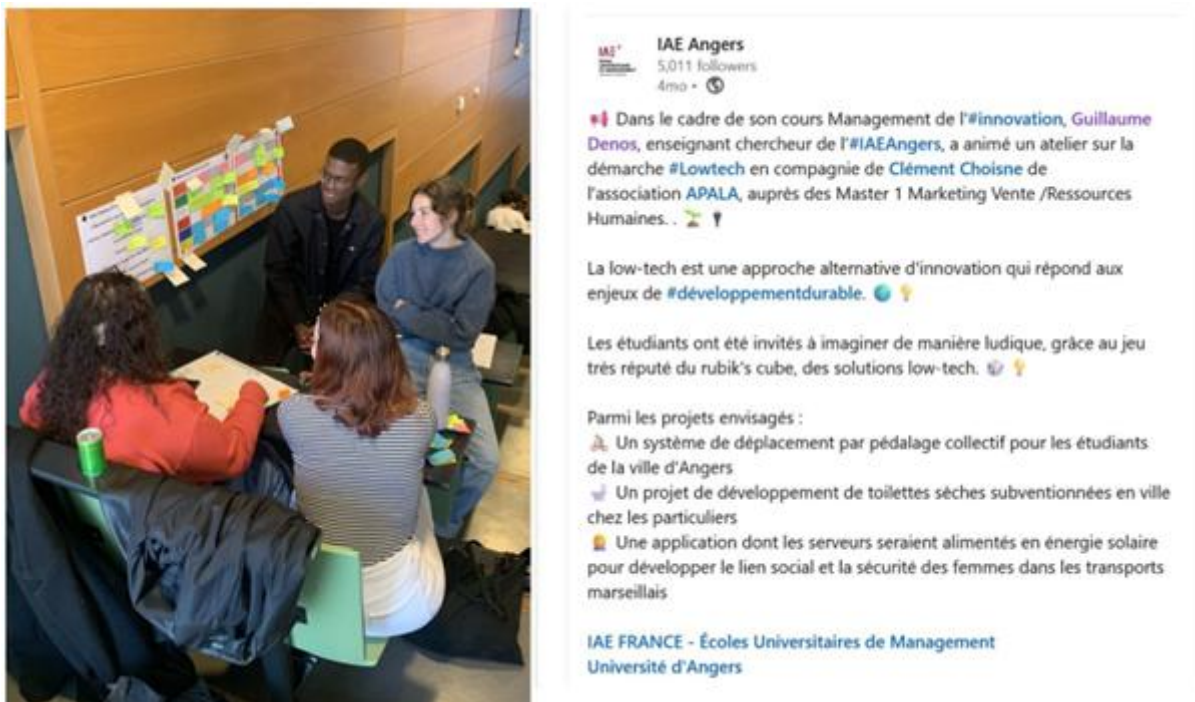 IAE Angers
5,011 followers
4mo •
Dans le cadre de son cours Management de l'#innovation, Guillaume
Denos, enseignant chercheur de l'#IAEAngers, a animé un atelier sur la
démarche #Lowtech en compagnie de Clément Choisne de
l'association APALA, auprès des Master 1 Marketing Vente /Ressources
Humaines. .
La low-tech est une approche alternative d'innovation qui répond aux
enjeux de #développementdurable.
Les étudiants ont été invités à imaginer de manière ludique, grâce au jeu
très réputé du rubik's cube, des solutions low-tech.
Parmi les projets envisagés :
Un système de déplacement par pédalage collectif pour les étudiants
de la ville d'Angers
Un projet de développement de toilettes sèches subventionnées en ville
chez les particuliers
Une application dont les serveurs seraient alimentés en énergie solaire
pour développer le lien social et la sécurité des femmes dans les transports
marseillais
IAE FRANCE - Écoles Universitaires de Management
Université d'Angers